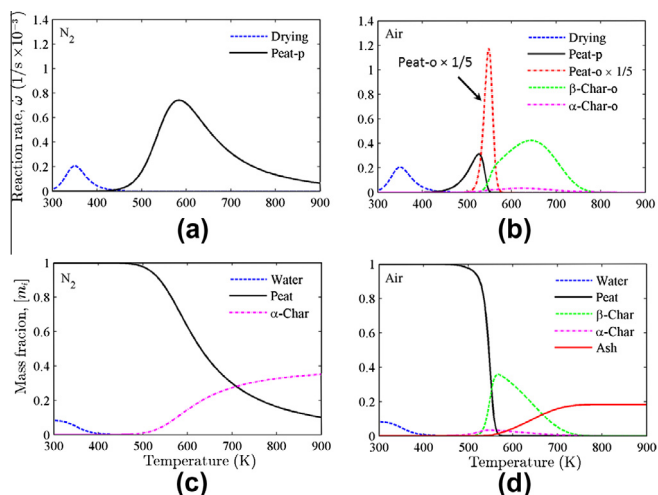 Reaction rate, ω̇ (1/s ×10⁻³)
1.4
1.2
1
0.8
0.6
0.4
0.2
0
N₂
Drying
Peat-p
300 400 500 600 700 800 900
(a)
1.4
1.2
1
0.8
0.6
0.4
0.2
0
Air
Drying
Peat-p
Peat-o × 1/5
β-Char-o
α-Char-o
Peat-o × 1/5
300 400 500 600 700 800 900
(b)
Mass fracion, [mᵢ]
1
0.8
0.6
0.4
0.2
0
N₂
Water
Peat
α-Char
300 400 500 600 700 800 900
Temperature (K)
(c)
1
0.8
0.6
0.4
0.2
0
Air
Water
Peat
β-Char
α-Char
Ash
300 400 500 600 700 800 900
Temperature (K)
(d)